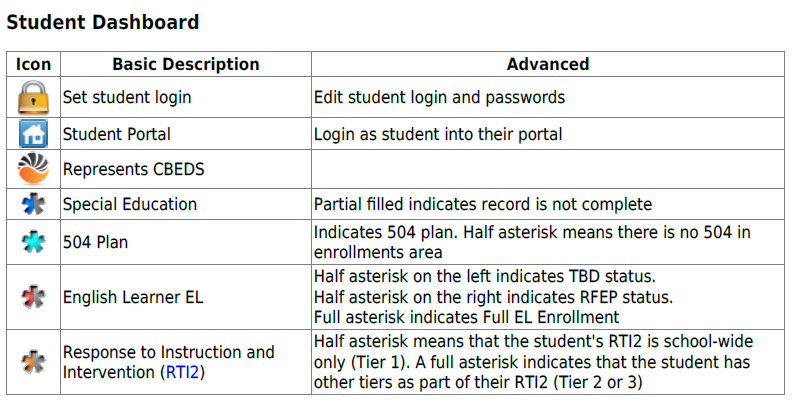 Student Dashboard
Icon Basic Description Advanced
Set student login Edit student login and passwords
Student Portal Login as student into their portal
Represents CBEDS
Special Education Partial filled indicates record is not complete
504 Plan Indicates 504 plan. Half asterisk means there is no 504 in
enrollments area
English Learner EL Half asterisk on the left indicates TBD status.
Half asterisk on the right indicates RFEP status.
Full asterisk indicates Full EL Enrollment
Response to Instruction and
Intervention (RTI2) Half asterisk means that the student's RTI2 is school-wide
only (Tier 1). A full asterisk indicates that the student has
other tiers as part of their RTI2 (Tier 2 or 3)